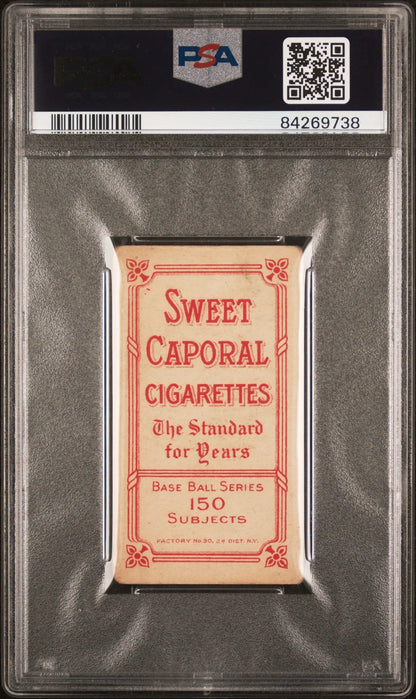 PSA
84269738
SWEET
CAPORAL
CIGARETTES
The Standard
for Years
BASE BALL SERIES
150
SUBJECTS
FACTORY No. 30, 2d DIST. N.Y.